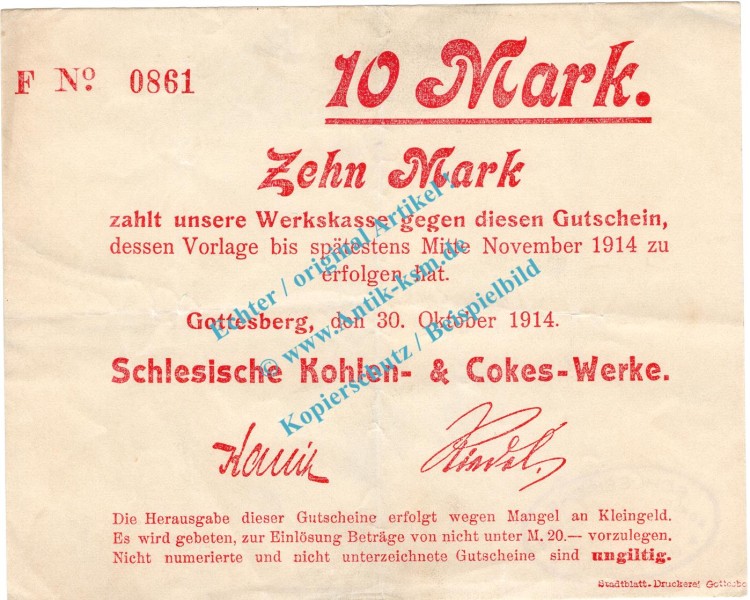 F No. 0861
10 Mark.
Zehn Mark
zahlt unsere Werkskasse gegen diesen Gutschein,
dessen Vorlage bis spätestens Mitte November 1914 zu
erfolgen hat.
Gottesberg, den 30. Oktober 1914.
Schlesische Kohlen- & Cokes-Werke.
Die Herausgabe dieser Gutscheine erfolgt wegen Mangel an Kleingeld.
Es wird gebeten, zur Einlösung Beträge von nicht unter M. 20.— vorzulegen.
Nicht numerierte und nicht unterzeichnete Gutscheine sind ungiltig.
Stadtblatt-Druckerei
Echter / original Artikel
© www.Antik-ksm.de
Kopierschutz / Beispielbild